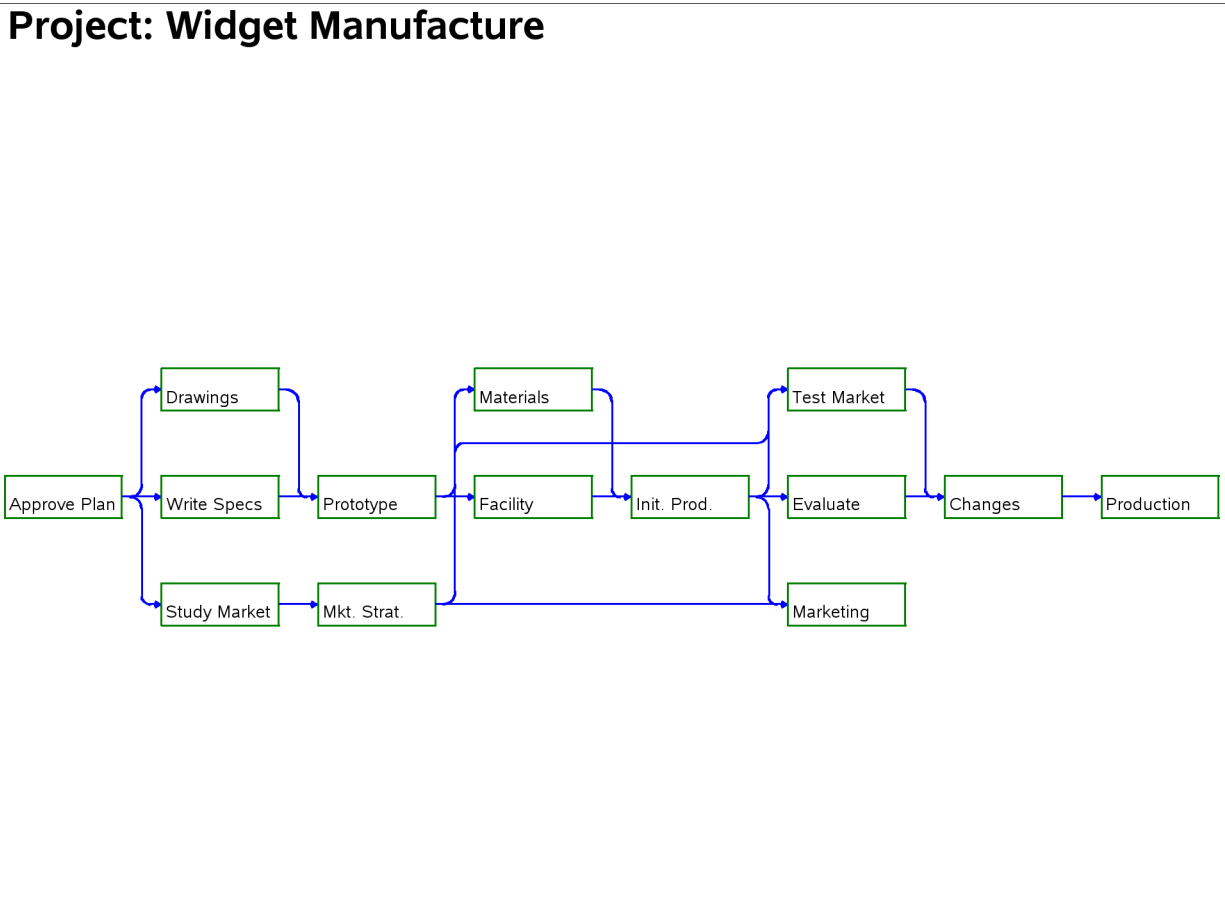 Project: Widget Manufacture
Drawings
Materials
Test Market
Approve Plan
Write Specs
Prototype
Facility
Init. Prod.
Evaluate
Changes
Production
Study Market
Mkt. Strat.
Marketing